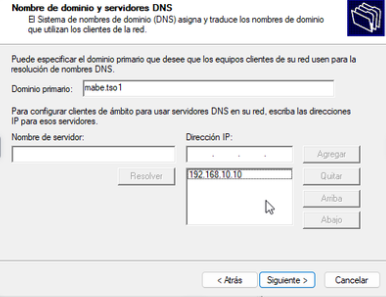 Nombre de dominio y servidores DNS
El Sistema de nombres de dominio (DNS) asigna y traduce los nombres de dominio
que utilizan los clientes de la red.
Puede especificar el dominio primario que desee que los equipos clientes de su red usen para la
resolución de nombres DNS.
Dominio primario: mabe.tso1
Para configurar clientes de ámbito para usar servidores DNS en su red, escriba las direcciones
IP para esos servidores.
Nombre de servidor: Dirección IP:
. . . Agregar
Resolver 192.168.10.10 Quitar
Arriba
Abajo
< Atrás Siguiente > Cancelar